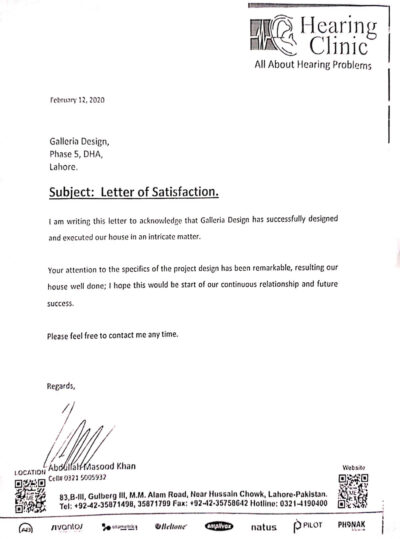 Hearing
Clinic
All About Hearing Problems
February 12, 2020
Galleria Design,
Phase 5, DHA,
Lahore.
Subject: Letter of Satisfaction.
I am writing this letter to acknowledge that Galleria Design has successfully designed
and executed our house in an intricate matter.
Your attention to the specifics of the project design has been remarkable, resulting our
house well done; I hope this would be start of our continuous relationship and future
success.
Please feel free to contact me any time.
Regards,
Abdullah Masood Khan
Cell# 0321 5005937
LOCATION
Website
83,B-III, Gulberg III, M.M. Alam Road, Near Hussain Chowk, Lahore-Pakistan.
Tel: +92-42-35871498, 35871799 Fax: +92-42-35758642 Hotline: 0321-4190400
Beltone
amplivox
natus
PILOT
PHONAK